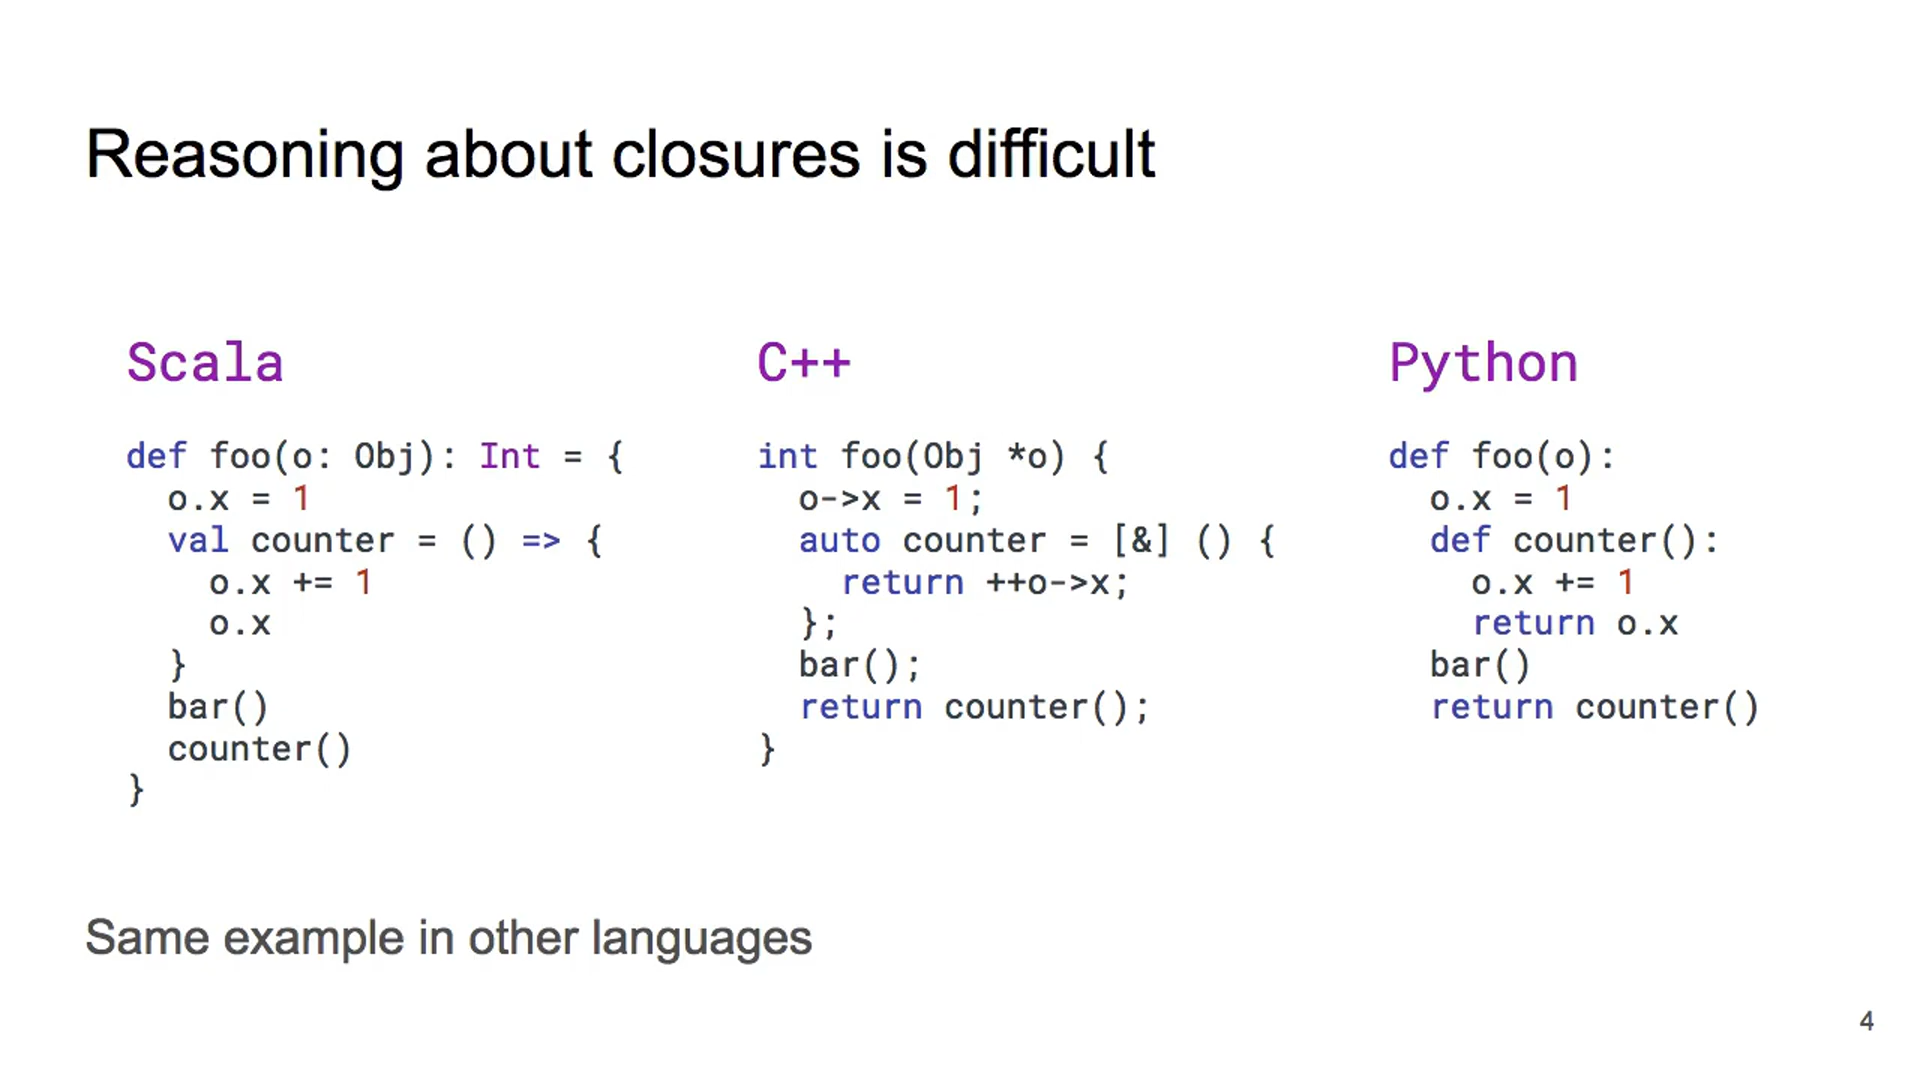 Reasoning about closures is difficult
Scala
def foo(o: Obj): Int = {
  o.x = 1
  val counter = () => {
    o.x += 1
    o.x
  }
  bar()
  counter()
}
C++
int foo(Obj *o) {
  o->x = 1;
  auto counter = [&] () {
    return ++o->x;
  };
  bar();
  return counter();
}
Python
def foo(o):
  o.x = 1
  def counter():
    o.x += 1
    return o.x
  bar()
  return counter()
Same example in other languages
4